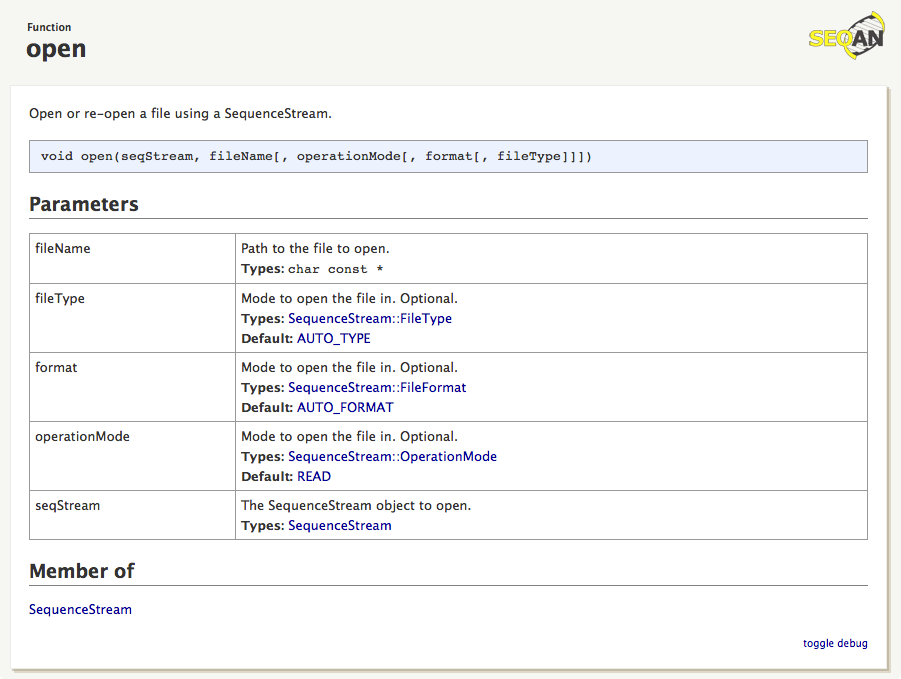 Function
open
SEQAN
Open or re-open a file using a SequenceStream.
void open(seqStream, fileName[, operationMode[, format[, fileType]]])
Parameters
fileName
Path to the file to open.
Types: char const *
fileType
Mode to open the file in. Optional.
Types: SequenceStream::FileType
Default: AUTO_TYPE
format
Mode to open the file in. Optional.
Types: SequenceStream::FileFormat
Default: AUTO_FORMAT
operationMode
Mode to open the file in. Optional.
Types: SequenceStream::OperationMode
Default: READ
seqStream
The SequenceStream object to open.
Types: SequenceStream
Member of
SequenceStream
toggle debug